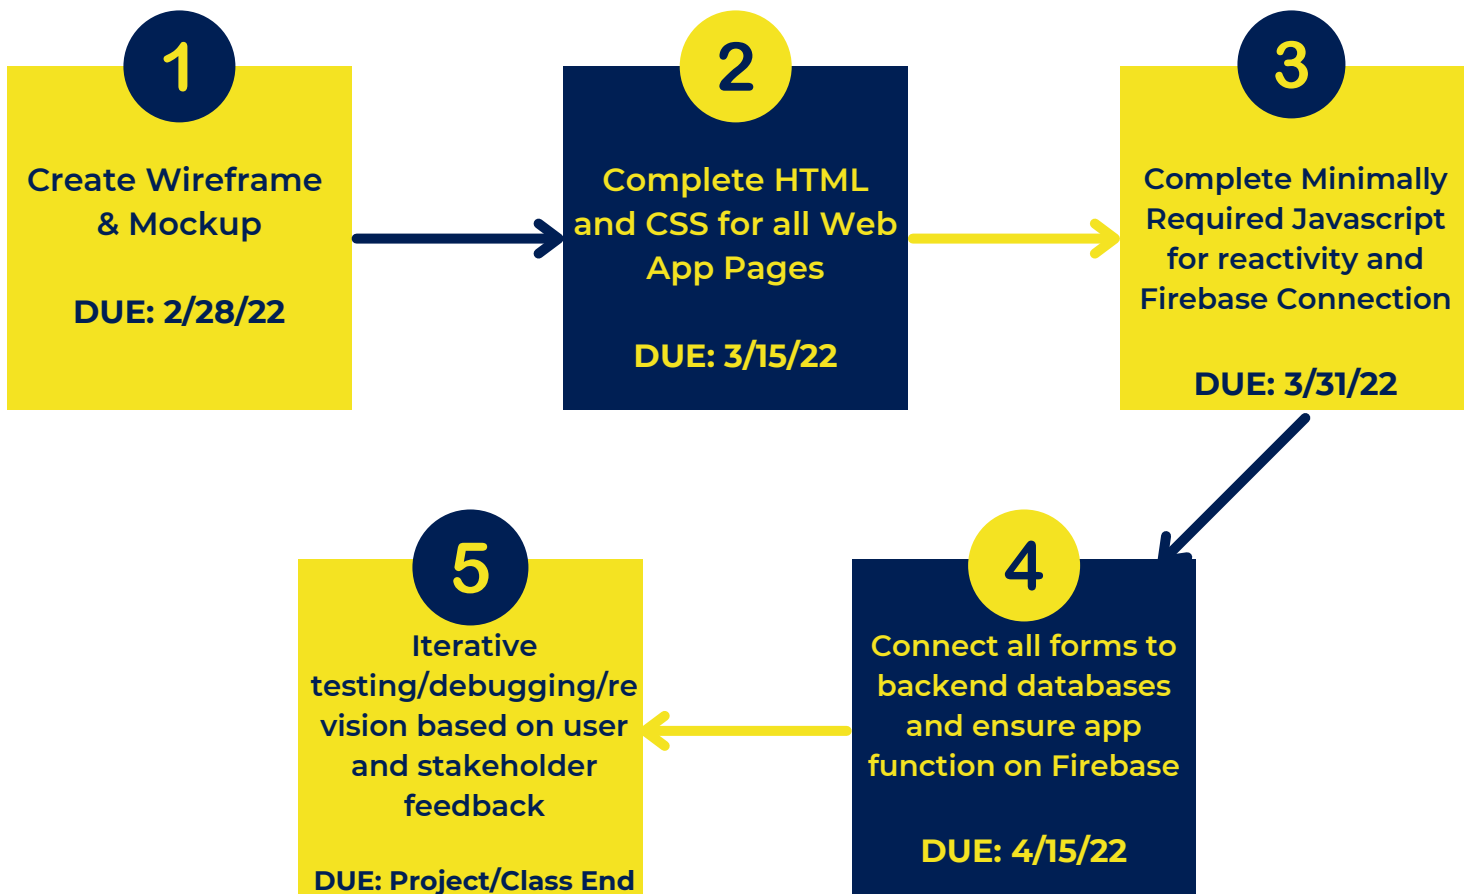 1
Create Wireframe
& Mockup
DUE: 2/28/22
2
Complete HTML
and CSS for all Web
App Pages
DUE: 3/15/22
3
Complete Minimally
Required Javascript
for reactivity and
Firebase Connection
DUE: 3/31/22
4
Connect all forms to
backend databases
and ensure app
function on Firebase
DUE: 4/15/22
5
Iterative
testing/debugging/re
vision based on user
and stakeholder
feedback
DUE: Project/Class End